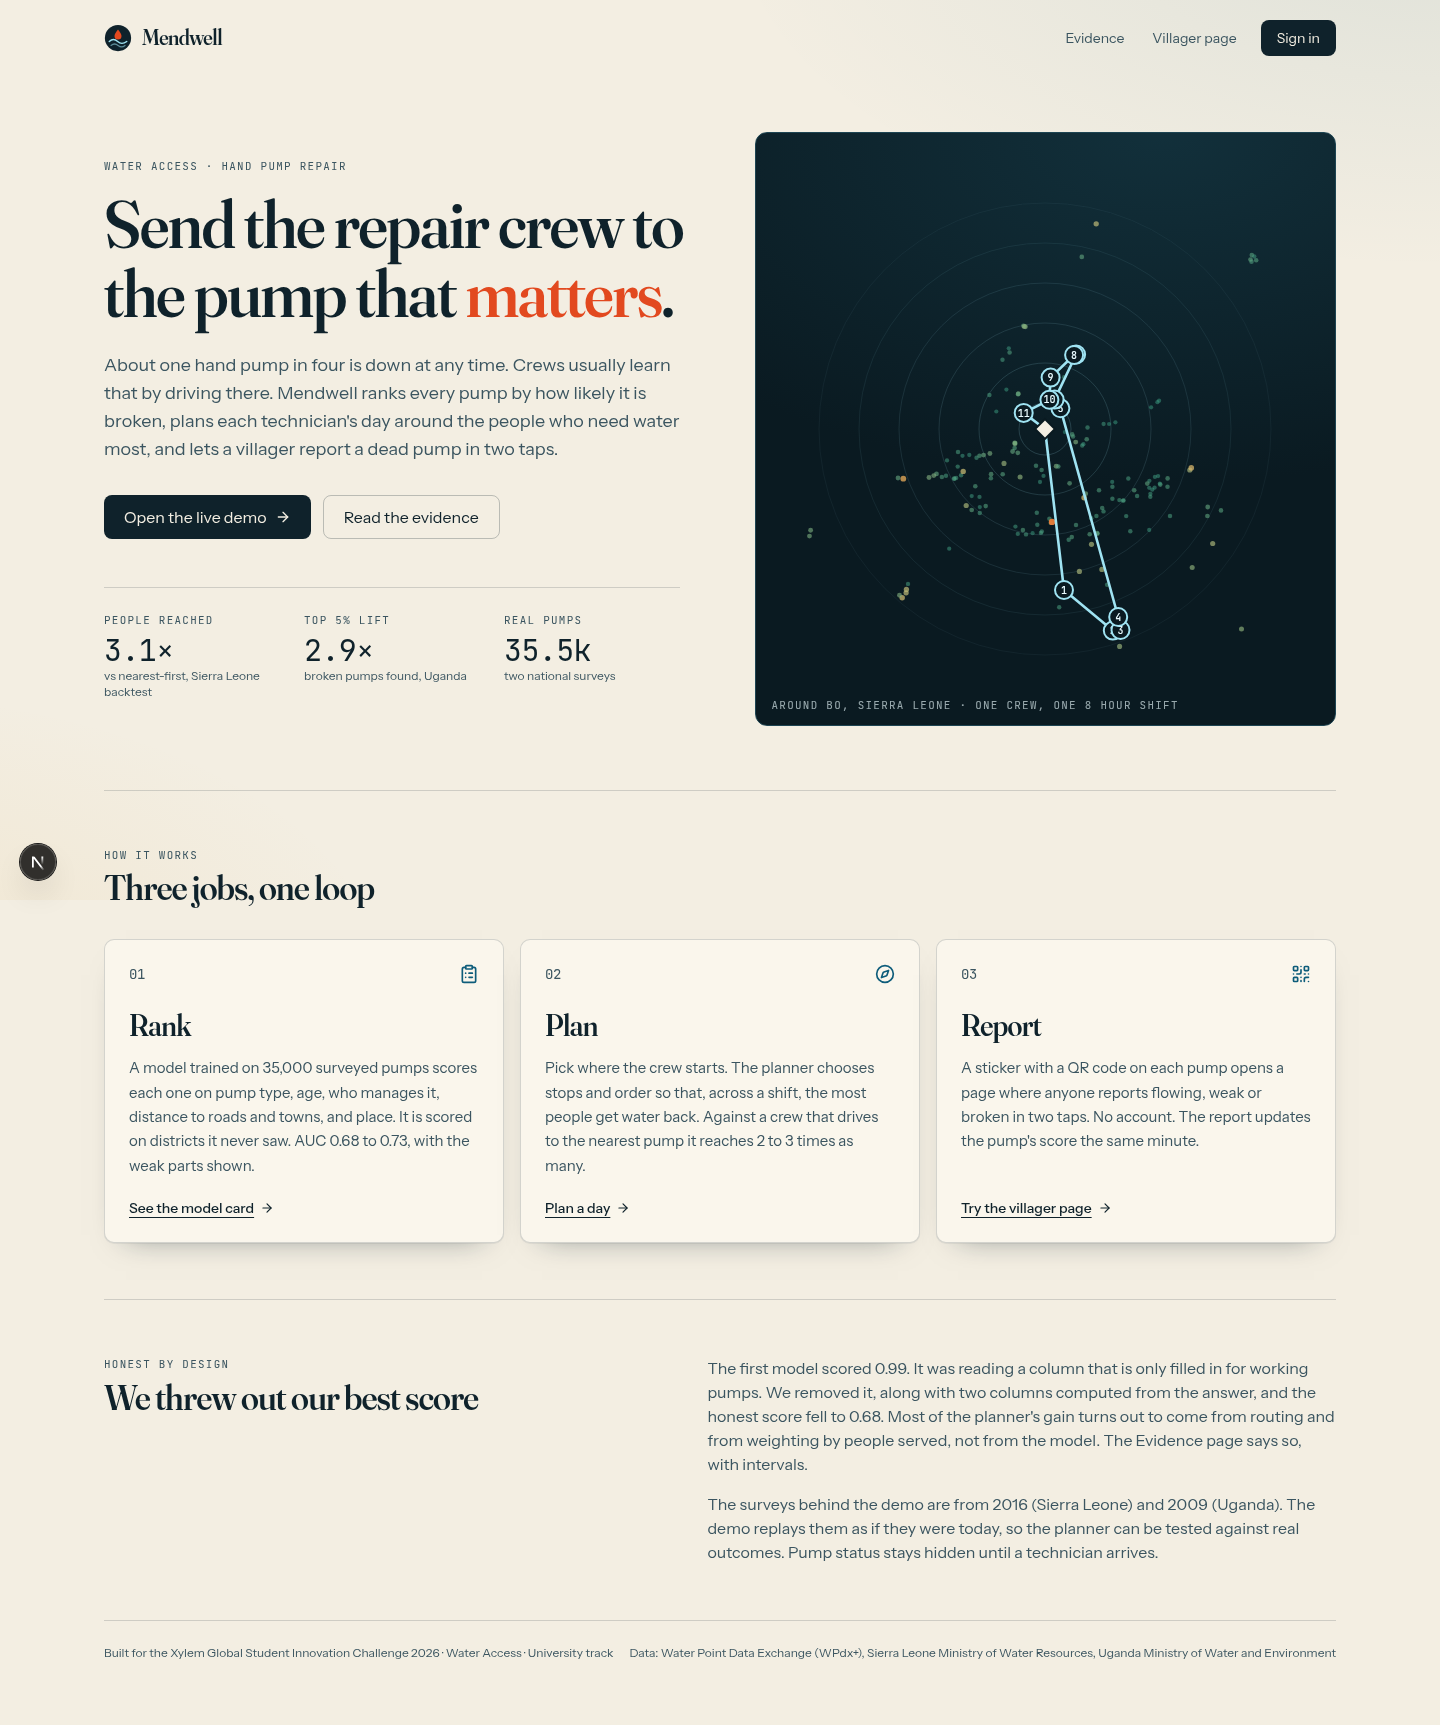 Mendwell
Evidence
Villager page
Sign in
WATER ACCESS · HAND PUMP REPAIR
Send the repair crew to
the pump that matters.
About one hand pump in four is down at any time. Crews usually learn
that by driving there. Mendwell ranks every pump by how likely it is
broken, plans each technician's day around the people who need water
most, and lets a villager report a dead pump in two taps.
Open the live demo →
Read the evidence
PEOPLE REACHED
3.1×
vs nearest-first, Sierra Leone
backtest
TOP 5% LIFT
2.9×
broken pumps found, Uganda
REAL PUMPS
35.5k
two national surveys
8
9
10
5
11
1
4
3
AROUND BO, SIERRA LEONE · ONE CREW, ONE 8 HOUR SHIFT
N
HOW IT WORKS
Three jobs, one loop
01
Rank
A model trained on 35,000 surveyed pumps scores
each one on pump type, age, who manages it,
distance to roads and towns, and place. It is scored
on districts it never saw. AUC 0.68 to 0.73, with the
weak parts shown.
See the model card →
02
Plan
Pick where the crew starts. The planner chooses
stops and order so that, across a shift, the most
people get water back. Against a crew that drives
to the nearest pump it reaches 2 to 3 times as
many.
Plan a day →
03
Report
A sticker with a QR code on each pump opens a
page where anyone reports flowing, weak or
broken in two taps. No account. The report updates
the pump's score the same minute.
Try the villager page →
HONEST BY DESIGN
We threw out our best score
The first model scored 0.99. It was reading a column that is only filled in for working
pumps. We removed it, along with two columns computed from the answer, and the
honest score fell to 0.68. Most of the planner's gain turns out to come from routing and
from weighting by people served, not from the model. The Evidence page says so,
with intervals.
The surveys behind the demo are from 2016 (Sierra Leone) and 2009 (Uganda). The
demo replays them as if they were today, so the planner can be tested against real
outcomes. Pump status stays hidden until a technician arrives.
Built for the Xylem Global Student Innovation Challenge 2026 · Water Access · University track
Data: Water Point Data Exchange (WPdx+), Sierra Leone Ministry of Water Resources, Uganda Ministry of Water and Environment